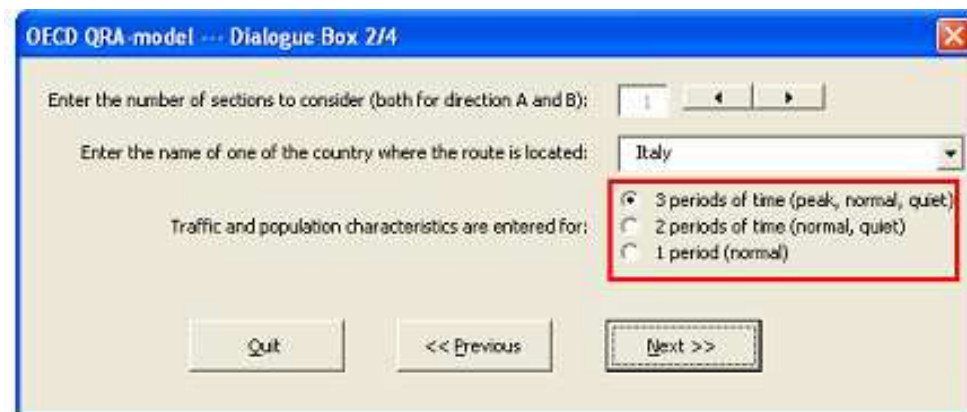 OECD QRA-model --- Dialogue Box 2/4
Enter the number of sections to consider (both for direction A and B): 1
Enter the name of one of the country where the route is located: Italy
Traffic and population characteristics are entered for:
3 periods of time (peak, normal, quiet)
2 periods of time (normal, quiet)
1 period (normal)
Quit
<< Previous
Next >>